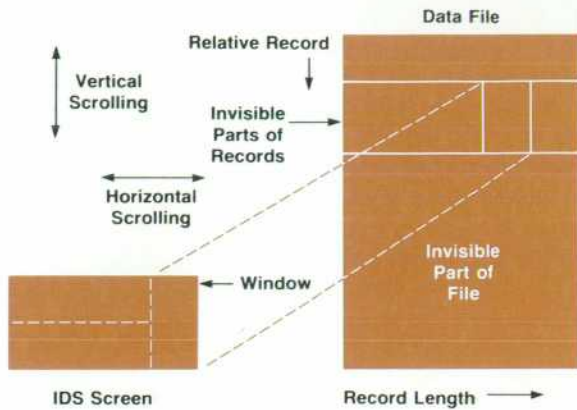 Data File
Relative Record
Vertical
Scrolling
Invisible
Parts of
Records
Horizontal
Scrolling
Invisible
Part of
File
Window
IDS Screen
Record Length